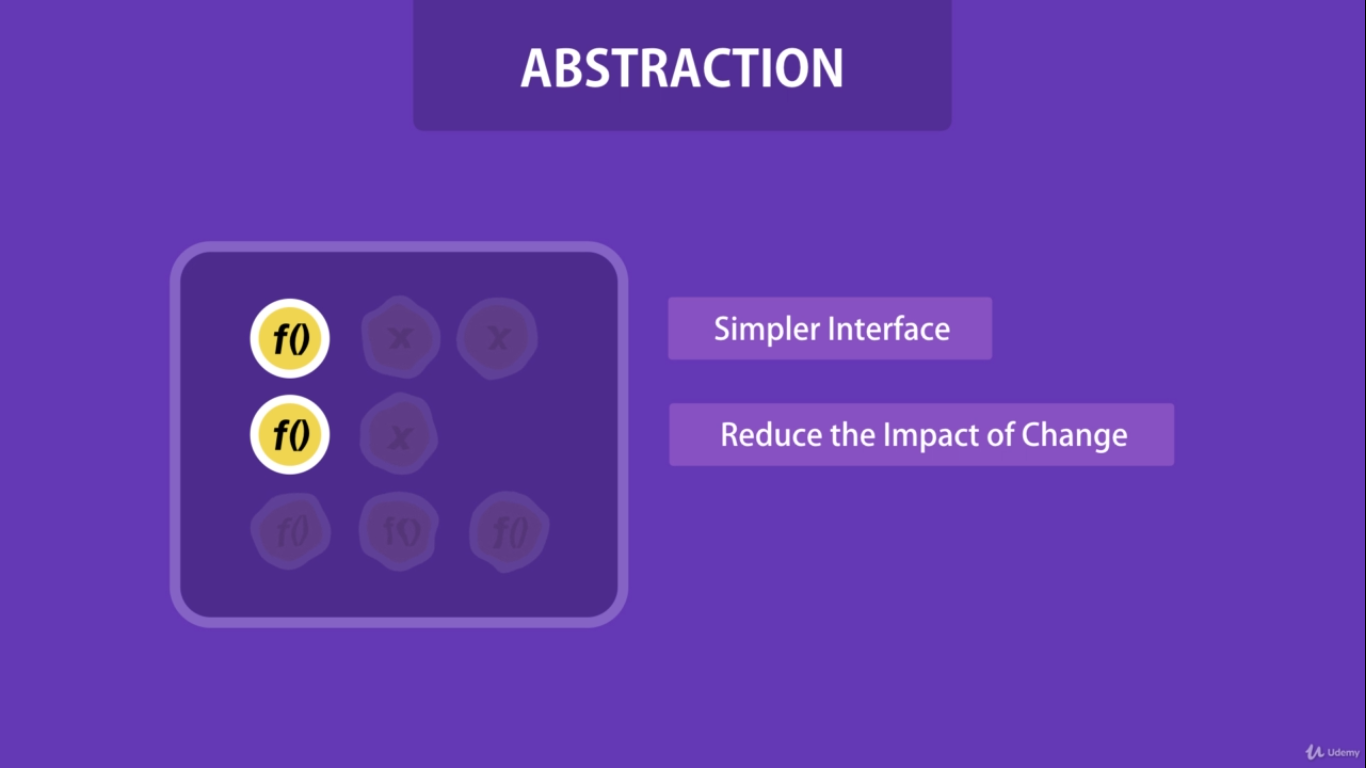 ABSTRACTION
f() x x
f() x
f() f() f()
Simpler Interface
Reduce the Impact of Change
Udemy